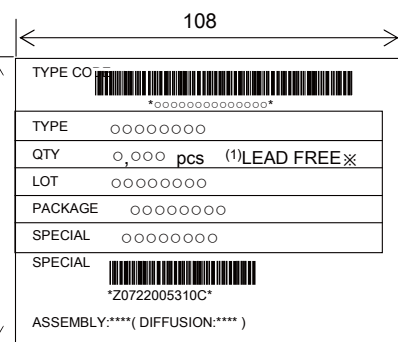 108
TYPE CODE
*○○○○○○○○○○○○○○*
TYPE ○○○○○○○○
QTY ○,○○○ pcs (1)LEAD FREE※
LOT ○○○○○○○○
PACKAGE ○○○○○○○○
SPECIAL ○○○○○○○○
SPECIAL
*Z0722005310C*
ASSEMBLY:****( DIFFUSION:**** )